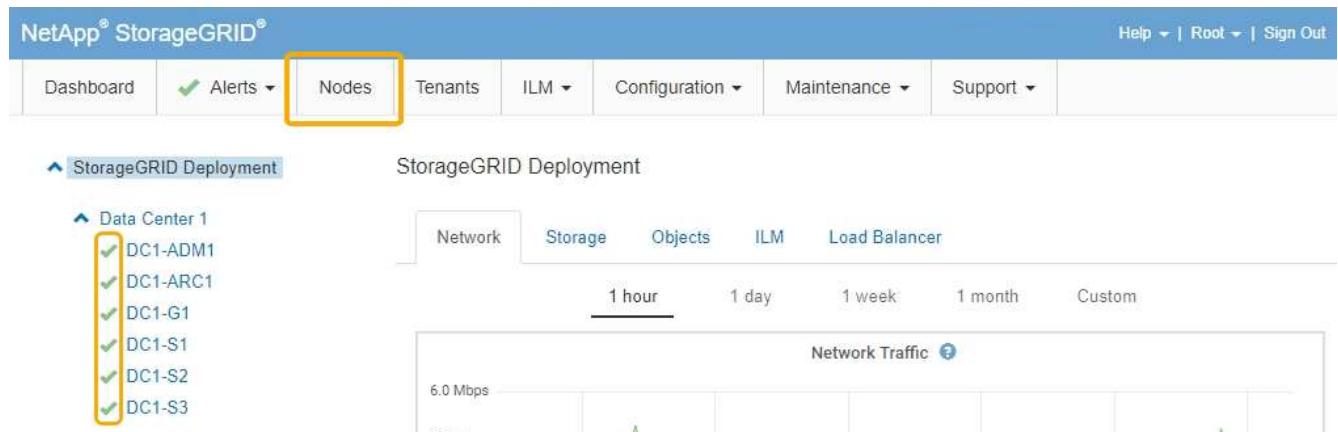 NetApp® StorageGRID®
Help | Root | Sign Out
Dashboard Alerts Nodes Tenants ILM Configuration Maintenance Support
StorageGRID Deployment
Data Center 1
DC1-ADM1
DC1-ARC1
DC1-G1
DC1-S1
DC1-S2
DC1-S3
StorageGRID Deployment
Network Storage Objects ILM Load Balancer
1 hour 1 day 1 week 1 month Custom
Network Traffic ?
6.0 Mbps